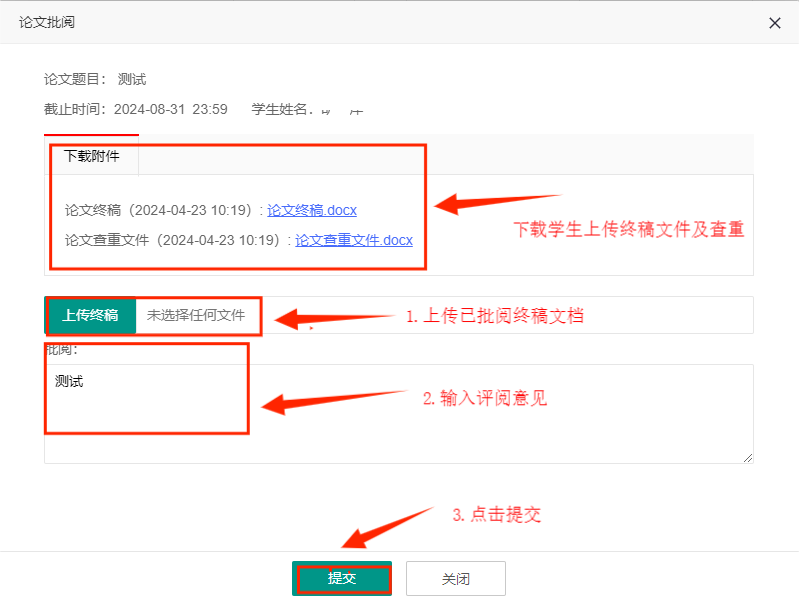 论文批阅
论文题目： 测试
截止时间：2024-08-31 23:59 学生姓名：
下载附件
论文终稿（2024-04-23 10:19）: 论文终稿.docx
论文查重文件（2024-04-23 10:19）: 论文查重文件.docx
下载学生上传终稿文件及查重
上传终稿 未选择任何文件
1.上传已批阅终稿文档
批阅：
测试
2.输入评阅意见
3.点击提交
提交 关闭